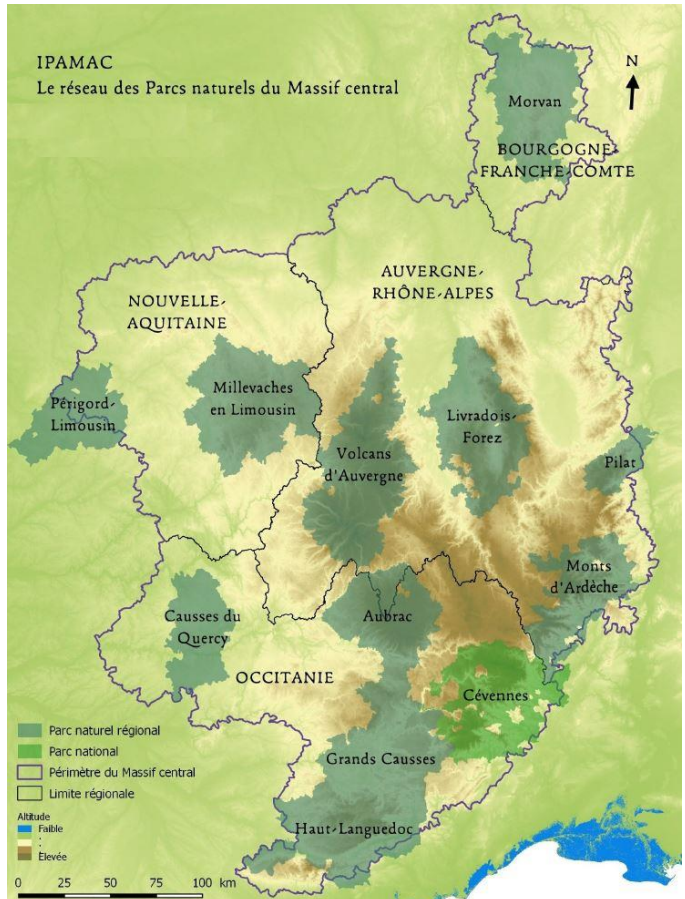 IPAMAC
Le réseau des Parcs naturels du Massif central
N
Morvan
BOURGOGNE-
FRANCHE-COMTE
AUVERGNE-
RHÔNE-ALPES
NOUVELLE-
AQUITAINE
Périgord-
Limousin
Millevaches
en Limousin
Livradois-
Forez
Volcans
d'Auvergne
Pilat
Monts
d'Ardèche
Causses du
Quercy
Aubrac
OCCITANIE
Cévennes
Grands Causses
Haut-Languedoc
Parc naturel régional
Parc national
Périmètre du Massif central
Limite régionale
Altitude
Faible
:
Élevée
0 25 50 75 100 km